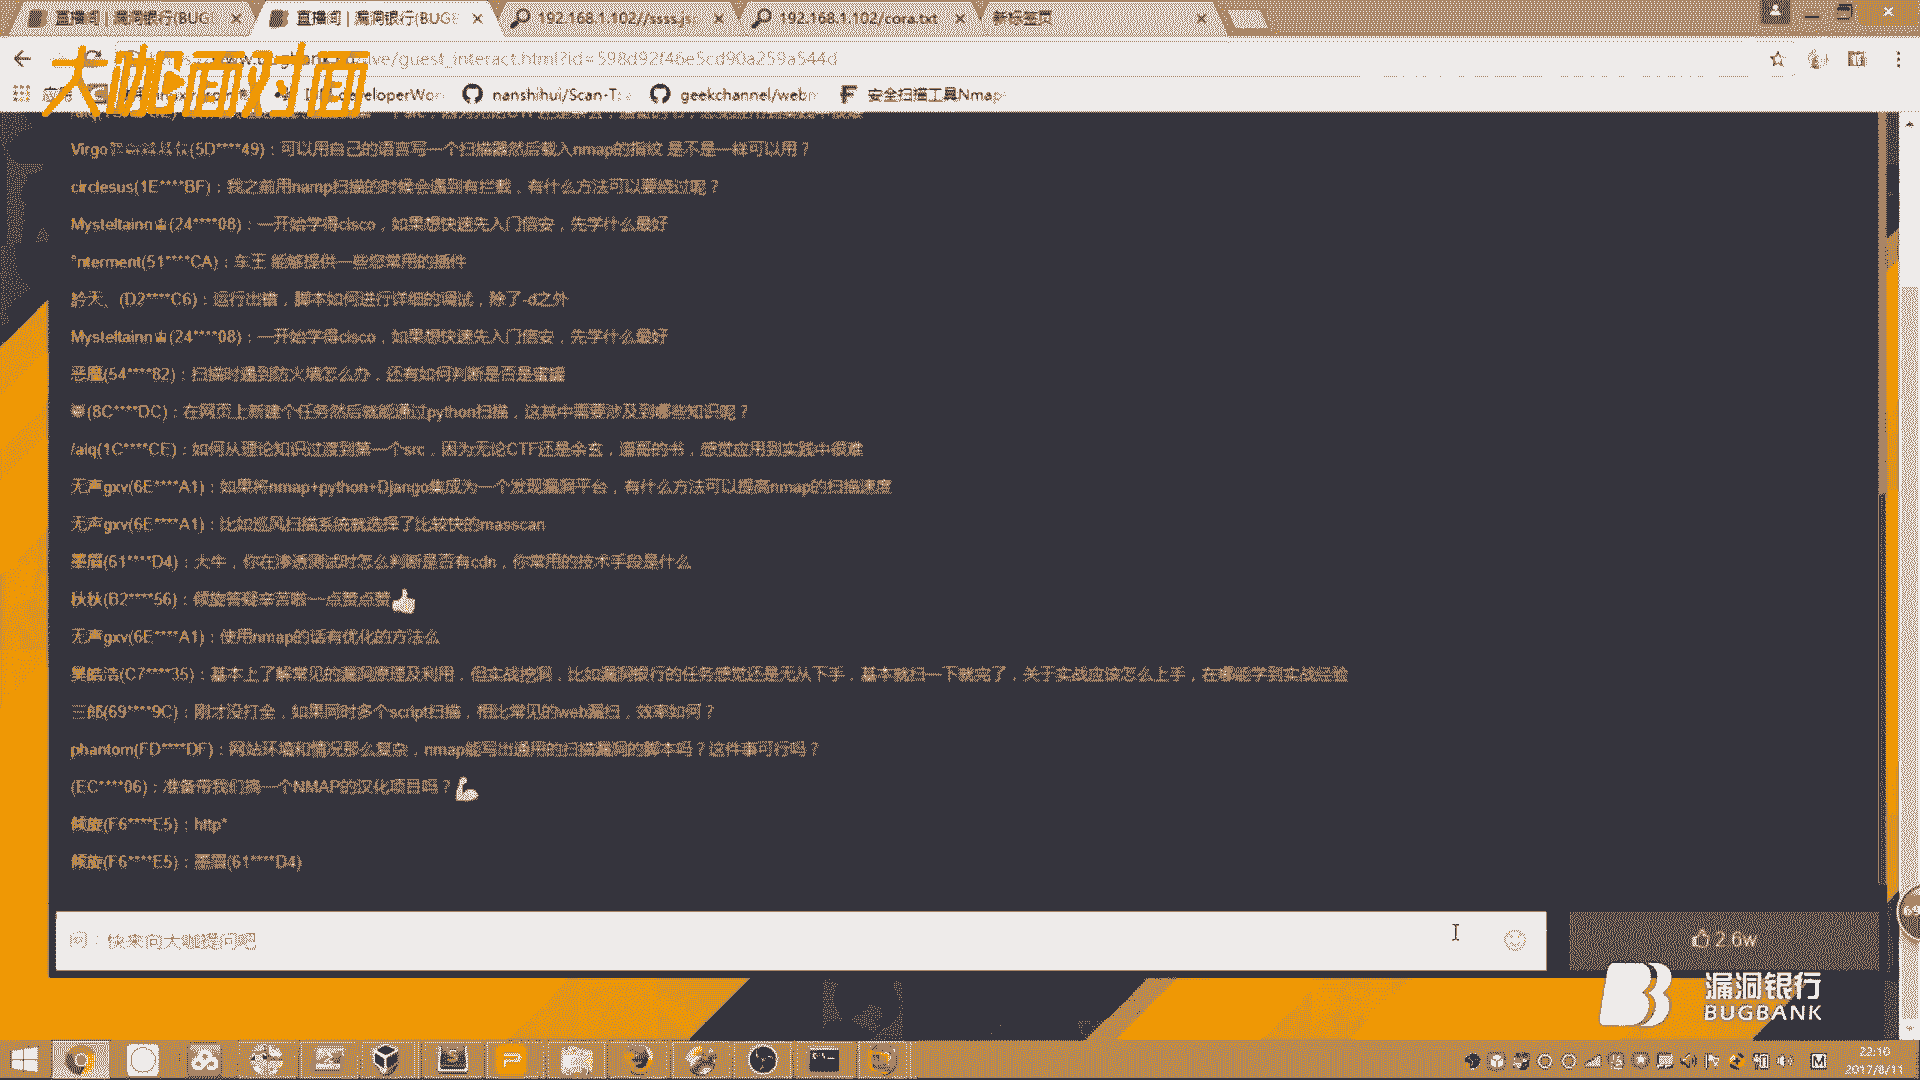 直播间 | 漏洞银行(BUG
直播间 | 漏洞银行(BUG
192.168.1.102//ssss.js
192.168.1.102/cora.txt
新标签页
大咖面对面
ve/guest_interact.html?id=598d92f46e5cd90a259a544d
developerWor
nanshihui/Scan-T
geekchannel/webm
安全扫描工具Nmap
Virgo(5D****49)：可以用自己的语言写一个扫描器然后载入nmap的指纹 是不是一样可以用？
circlesus(1E****BF)：我之前用namp扫描的时候会遇到有拦截，有什么方法可以要绕过呢？
Mysteltainn(24****08)：一开始学得cisco，如果想快速先入门信安，先学什么最好
*nterment(51****CA)：车王 能够提供一些您常用的插件
(D2****C6)：运行出错，脚本如何进行详细的调试，除了-d之外
Mysteltainn(24****08)：一开始学得cisco，如果想快速先入门信安，先学什么最好
恶魔(54****82)：扫描时遇到防火墙怎么办，还有如何判断是否是蜜罐
(8C****DC)：在网页上新建个任务然后就能通过python扫描，这其中需要涉及到哪些知识呢？
/aiq(1C****CE)：如何从理论知识过渡到第一个src，因为无论CTF还是余玄，道哥的书，感觉应用到实践中很难
无声gxv(6E****A1)：如果将nmap+python+Django集成为一个发现漏洞平台，有什么方法可以提高nmap的扫描速度
无声gxv(6E****A1)：比如巡风扫描系统就选择了比较快的masscan
墨眉(61****D4)：大牛，你在渗透测试时怎么判断是否有cdn，你常用的技术手段是什么
(B2****56)：倾旋答疑辛苦啦~~点赞点赞
无声gxv(6E****A1)：使用nmap的话有优化的方法么
(C7****35)：基本上了解常见的漏洞原理及利用，但实战挖洞，比如漏洞银行的任务感觉还是无从下手，基本就扫一下就完了，关于实战应该怎么上手，在哪能学到实战经验
三郎(69****9C)：刚才没打全，如果同时多个script扫描，相比常见的web漏扫，效率如何？
phantom(FD****DF)：网站环境和情况那么复杂，nmap能写出通用的扫描漏洞的脚本吗？这件事可行吗？
(EC****06)：准备带我们搞一个NMAP的汉化项目吗？
倾旋(F6****E5)：http*
倾旋(F6****E5)：墨眉(61****D4)
问：快来向大咖提问吧
2.6w
69
漏洞银行
BUGBANK
22:10
2017/8/11